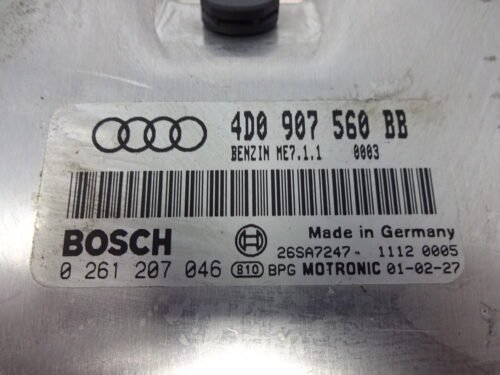 4D0 907 560 BB
BENZIN ME7.1.1 0003
BOSCH
Made in Germany
26SA7247 1112 0005
0 261 207 046 810 BPG MOTRONIC 01-02-27